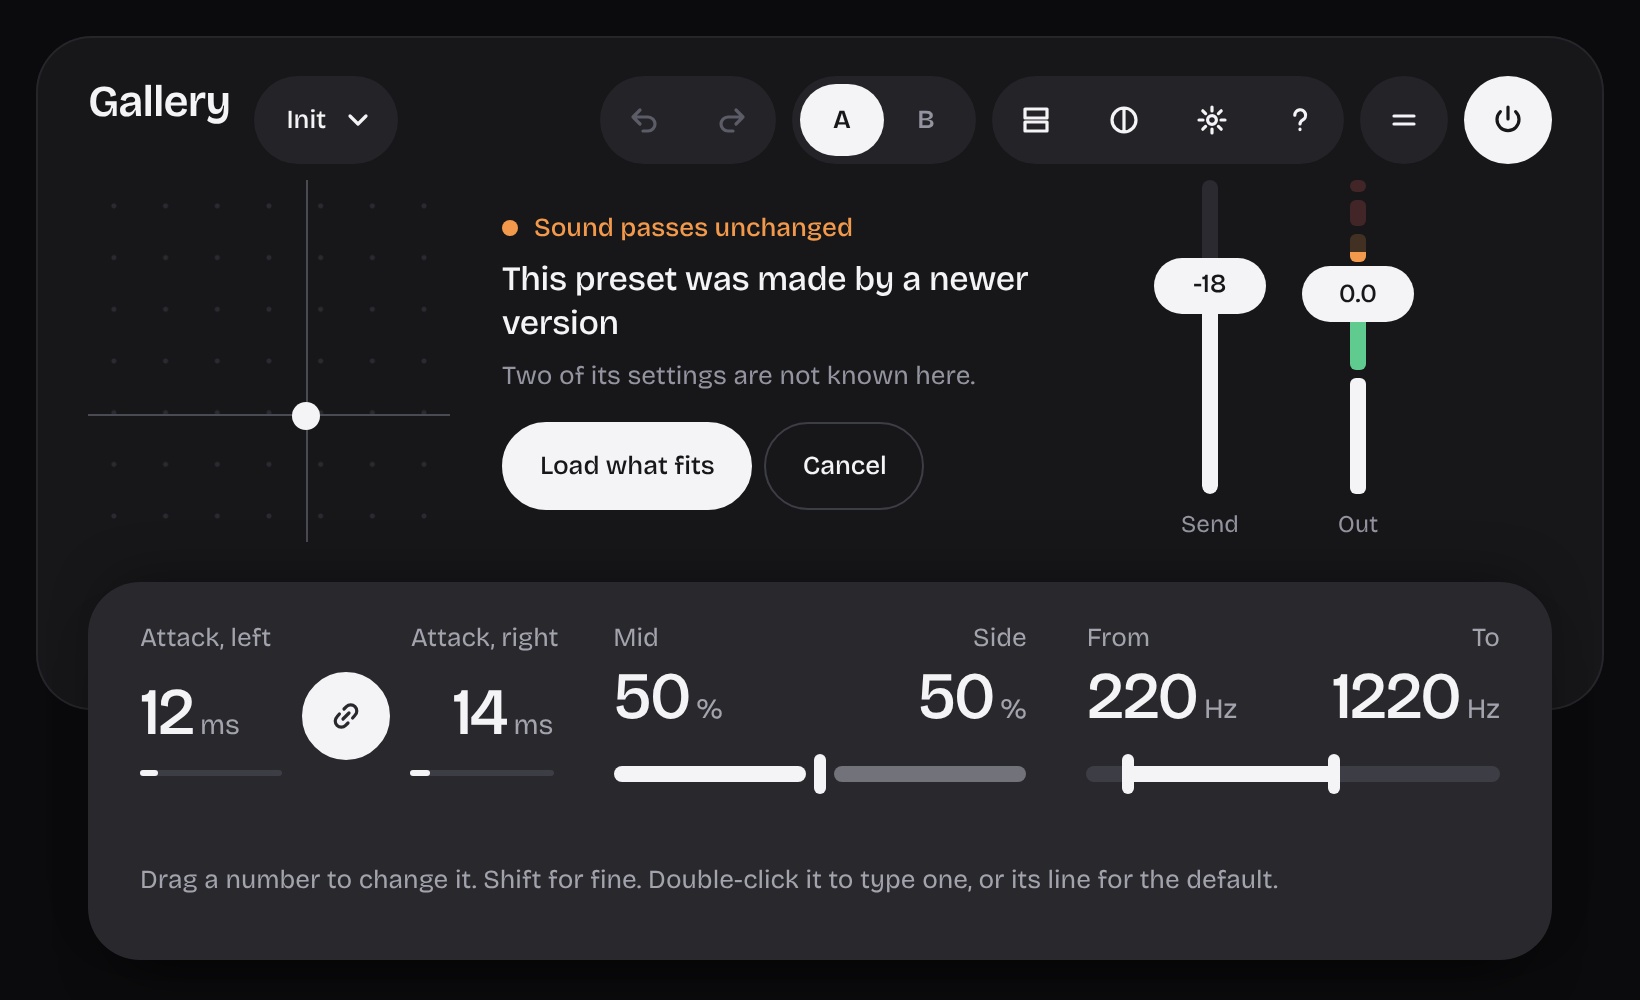 Gallery
Init
A
B
?
Sound passes unchanged
This preset was made by a newer
version
Two of its settings are not known here.
Load what fits
Cancel
-18
0.0
Send
Out
Attack, left
Attack, right
Mid
Side
From
To
12 ms
14 ms
50 %
50 %
220 Hz
1220 Hz
Drag a number to change it. Shift for fine. Double-click it to type one, or its line for the default.